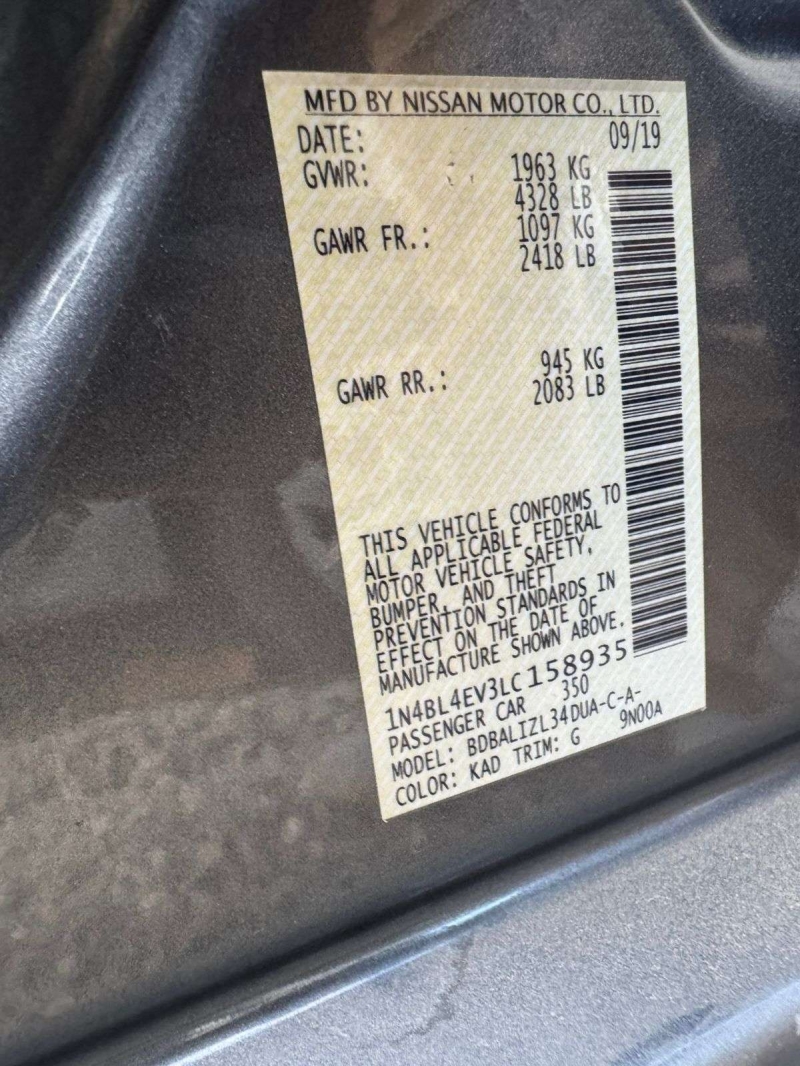 MFD BY NISSAN MOTOR CO., LTD.
DATE: 09/19
GVWR: 1963 KG
4328 LB
GAWR FR.: 1097 KG
2418 LB
GAWR RR.: 945 KG
2083 LB
THIS VEHICLE CONFORMS TO
ALL APPLICABLE FEDERAL
MOTOR VEHICLE SAFETY,
BUMPER, AND THEFT
PREVENTION STANDARDS IN
EFFECT ON THE DATE OF
MANUFACTURE SHOWN ABOVE.
1N4BL4EV3LC158935
PASSENGER CAR 350
MODEL: BDBALIZL34DUA-C-A-
COLOR: KAD TRIM: G 9N00A